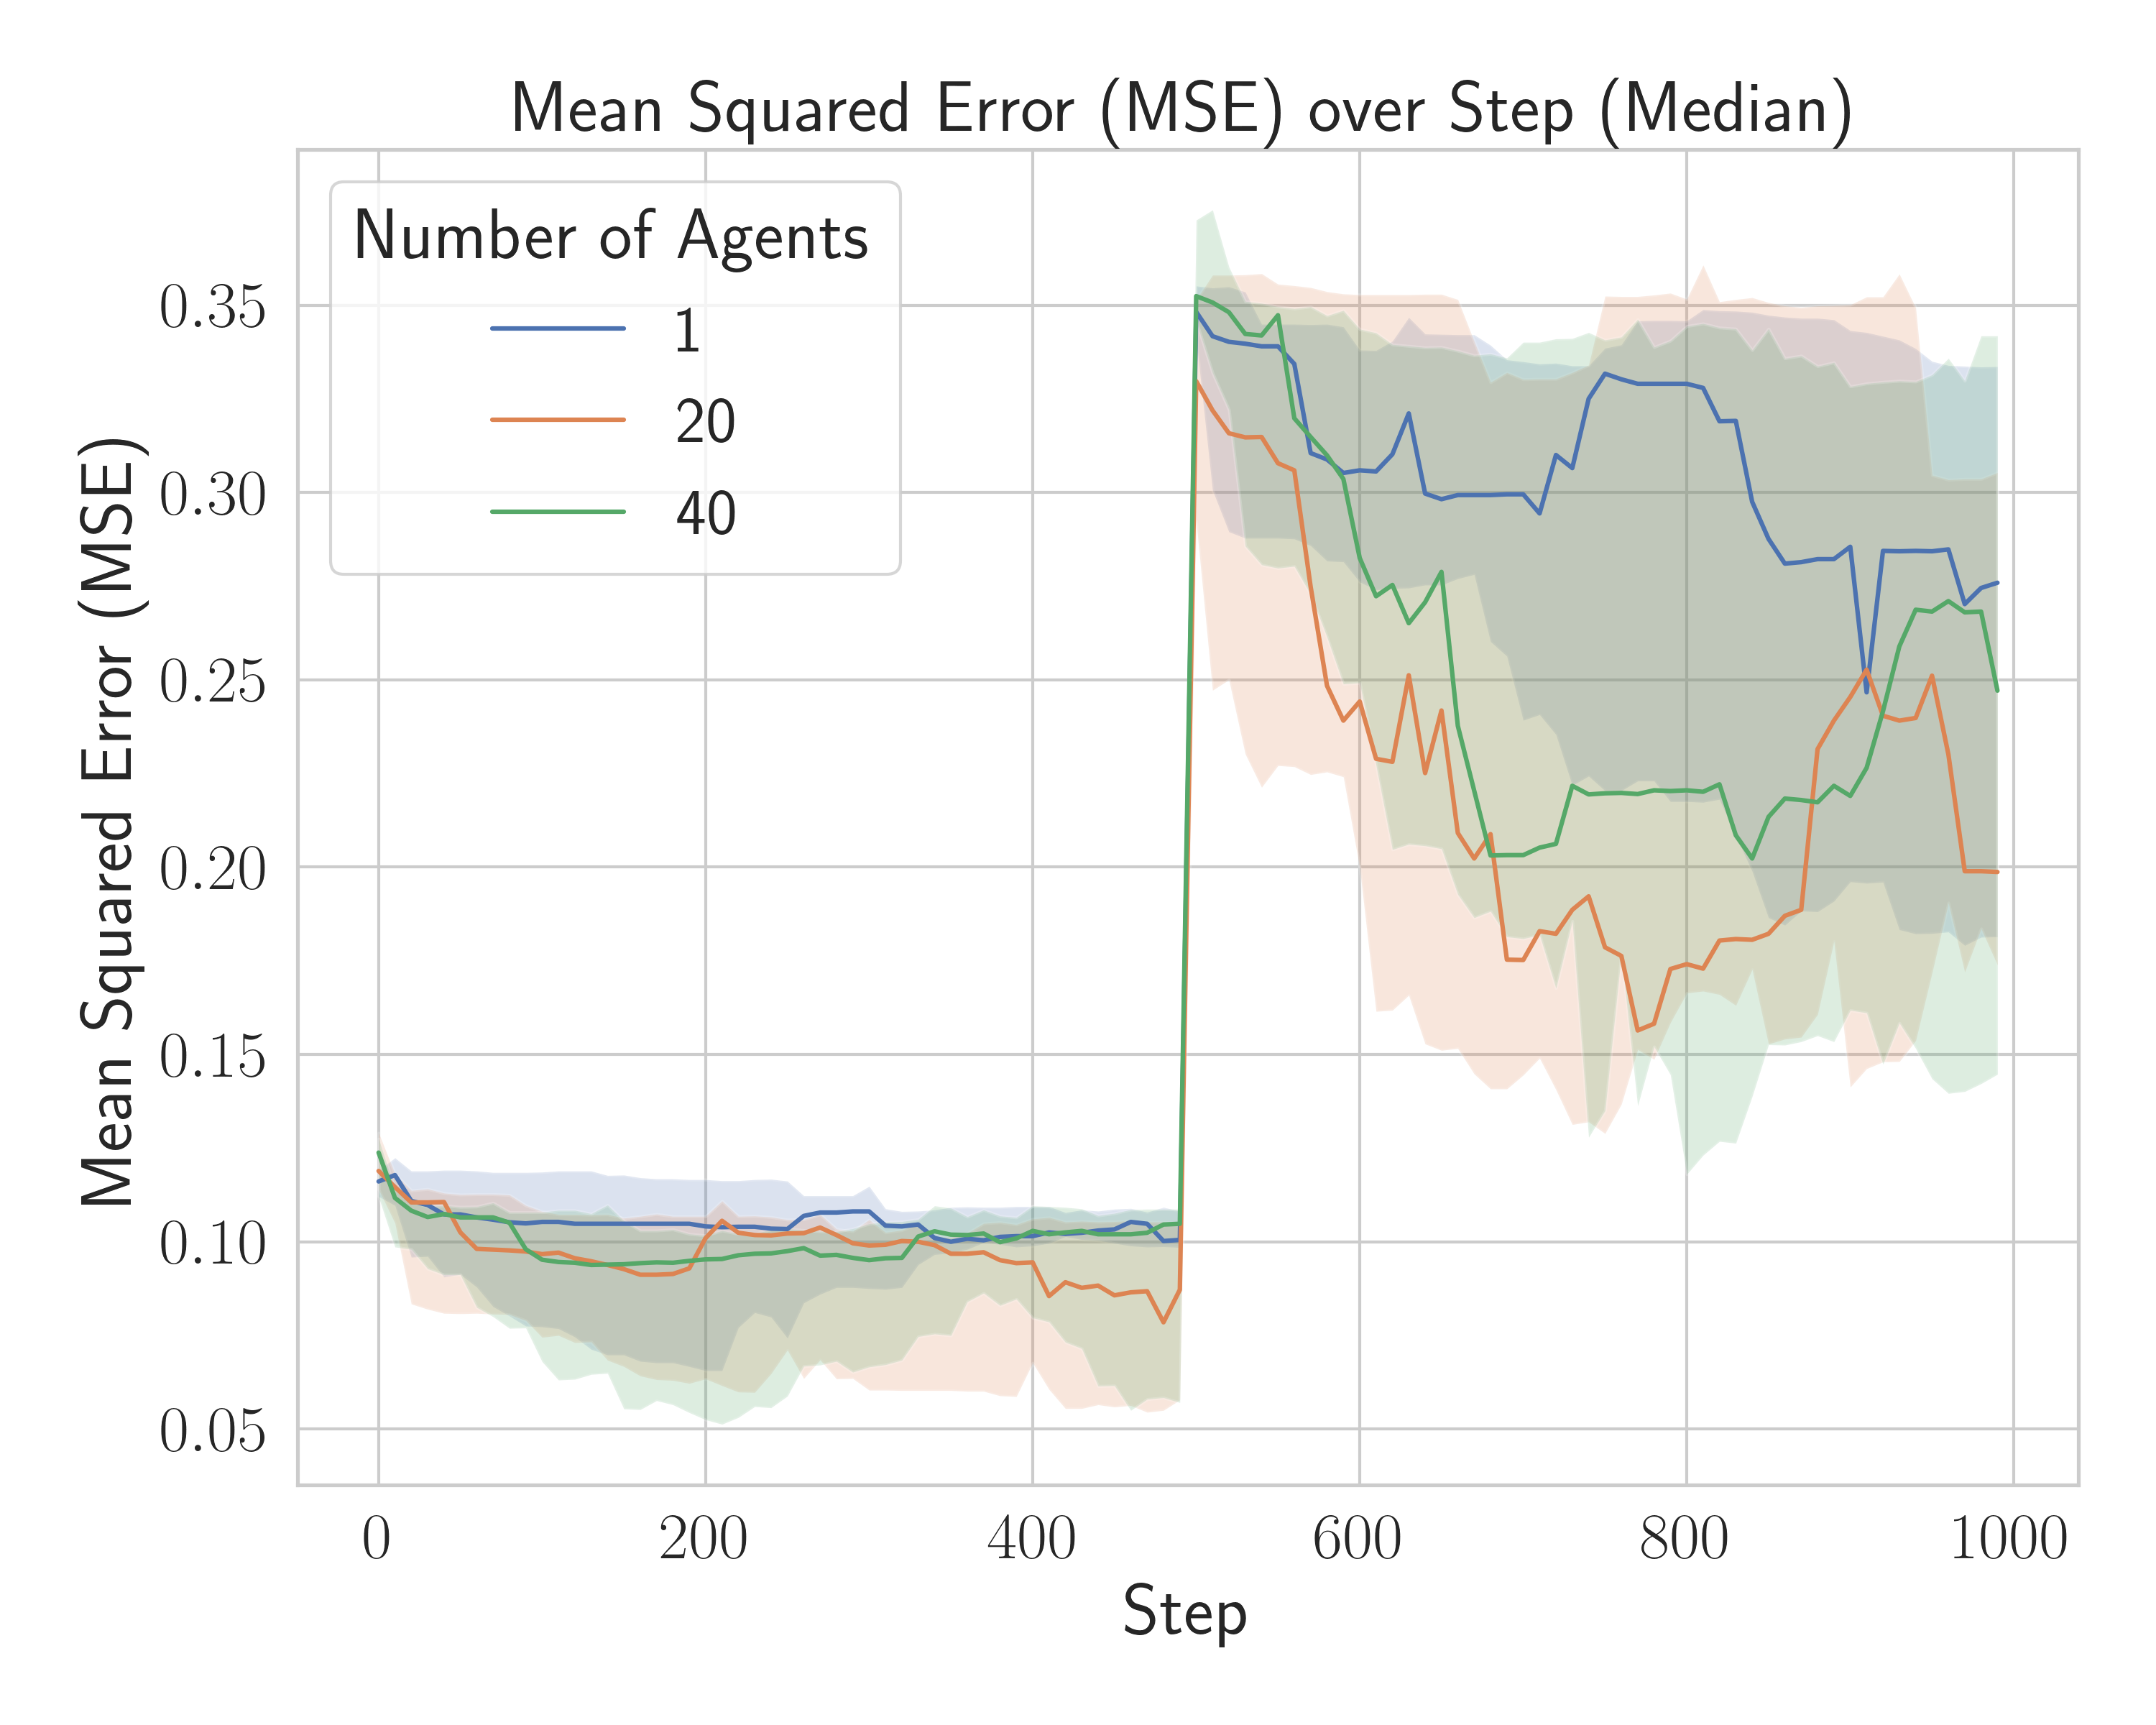 Mean Squared Error (MSE) over Step (Median)
Number of Agents
1
20
40
Mean Squared Error (MSE)
0.35
0.30
0.25
0.20
0.15
0.10
0.05
0 200 400 600 800 1000
Step